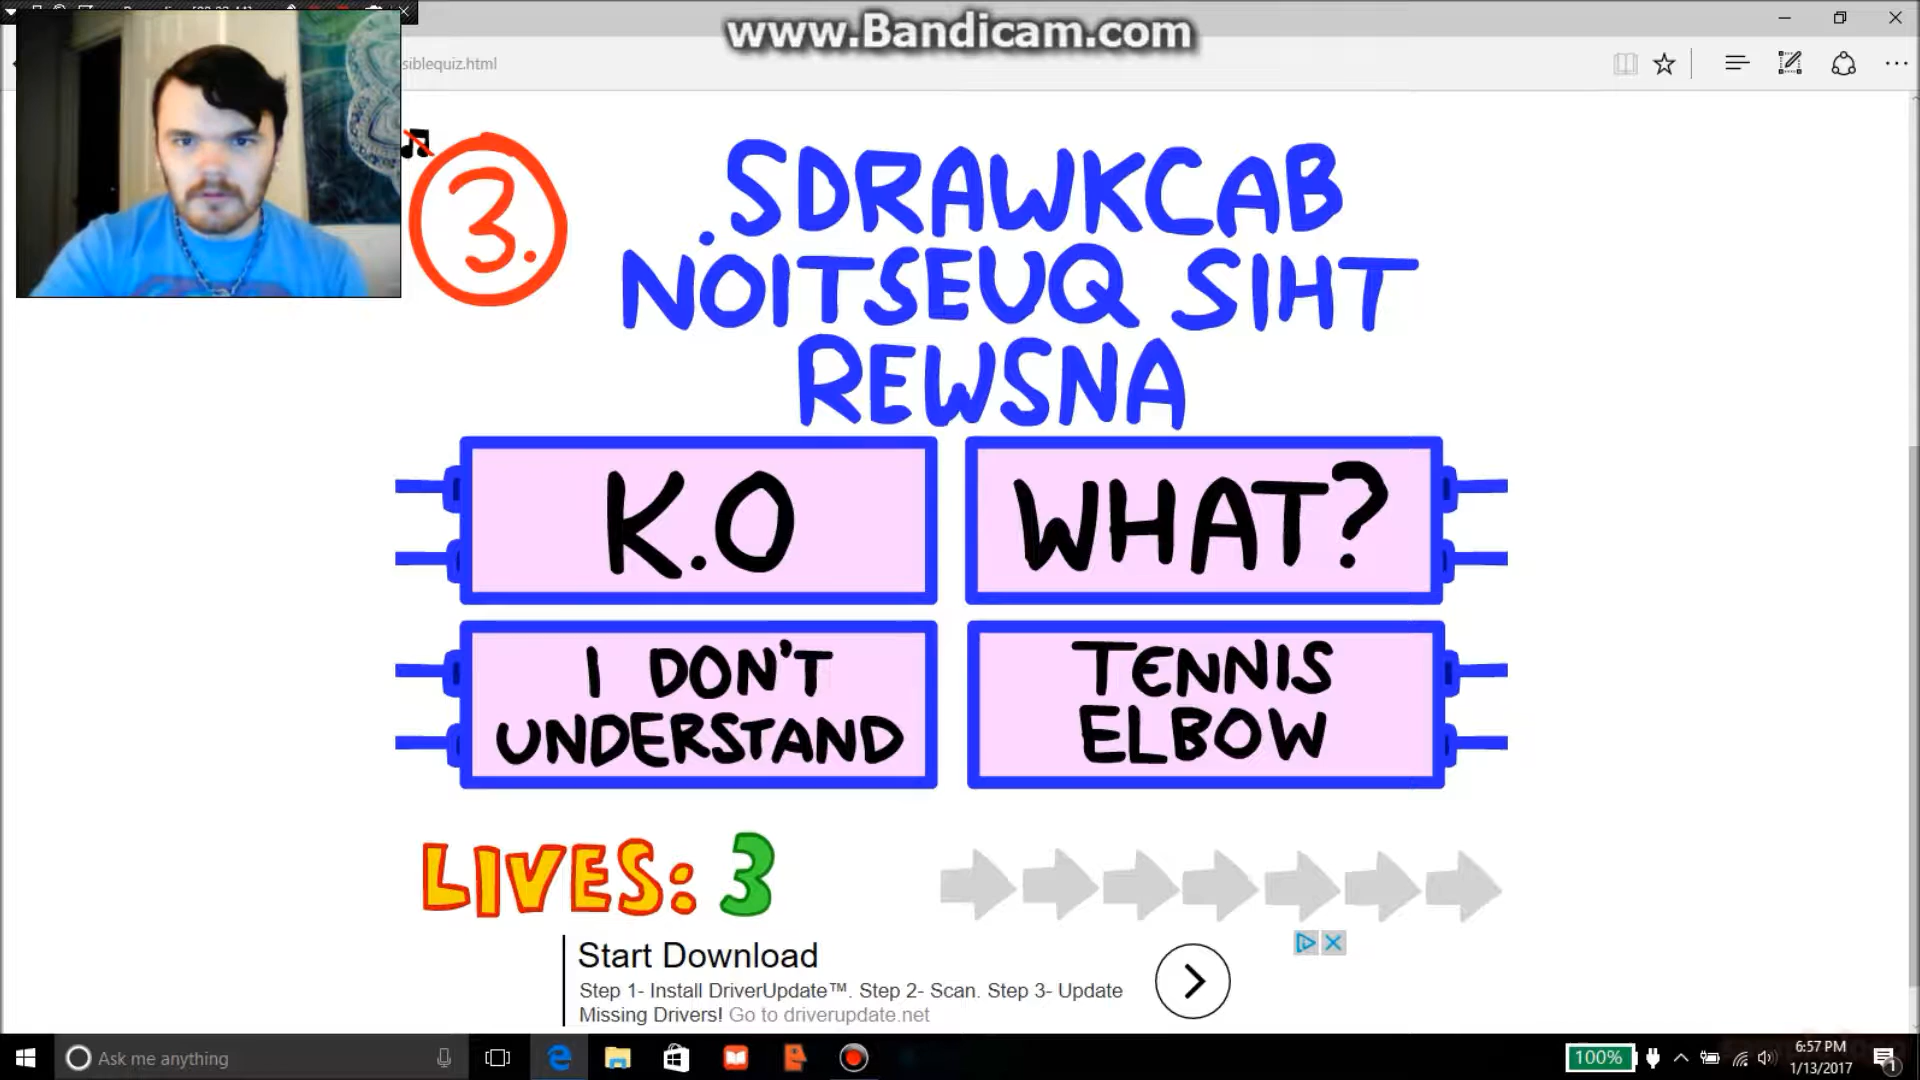 www.Bandicam.com
siblequiz.html
3.
.SDRAWKCAB
NOITSEUQ SIHT
REWSNA
K.O
WHAT?
I DON'T
UNDERSTAND
TENNIS
ELBOW
LIVES: 3
Start Download
Step 1- Install DriverUpdate™. Step 2- Scan. Step 3- Update
Missing Drivers! Go to driverupdate.net
Ask me anything
100%
6:57 PM
1/13/2017
1